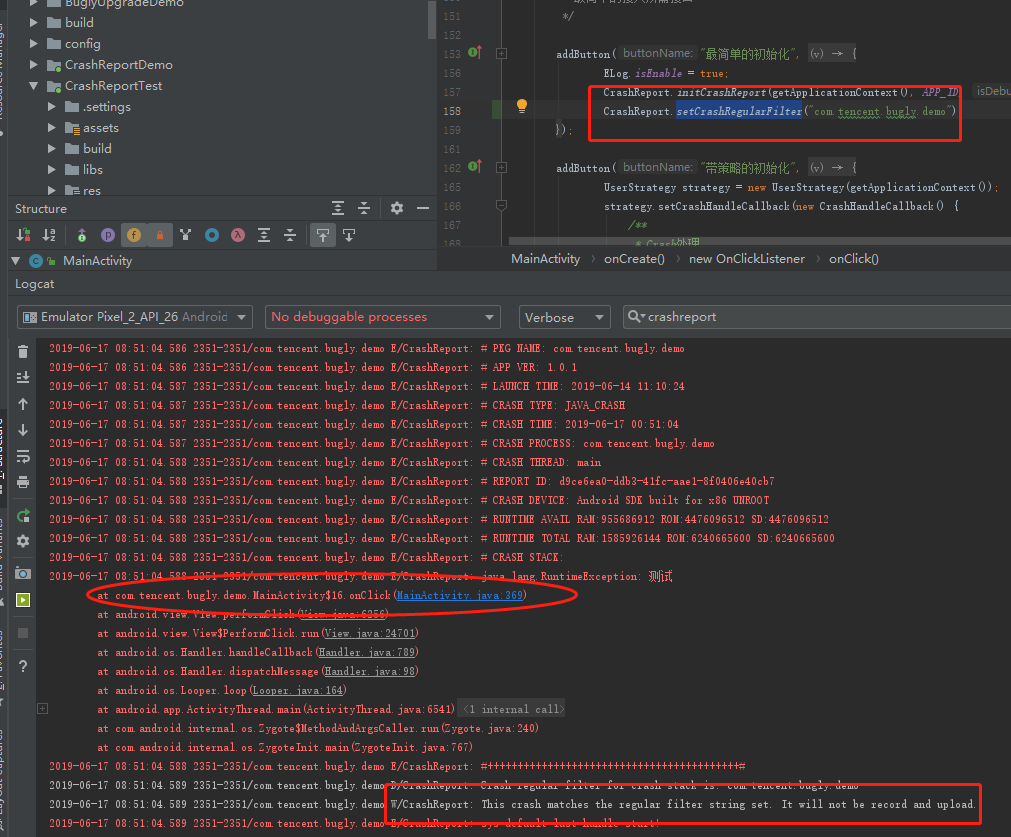 BuglyUpgradeDemo
build
config
CrashReportDemo
CrashReportTest
.settings
assets
build
libs
res
Structure
MainActivity
151
*/
152
153 addButton( buttonName: "最简单的初始化", (v) → {
156 ELog.isEnable = true;
157 CrashReport.initCrashReport(getApplicationContext(), APP_ID, isDebu
158 CrashReport.setCrashRegularFilter("com.tencent.bugly.demo")
159 });
161
162 addButton( buttonName: "带策略的初始化", (v) → {
165 UserStrategy strategy = new UserStrategy(getApplicationContext());
166 strategy.setCrashHandleCallback(new CrashHandleCallback() {
167 /**
168 * Crash处理
MainActivity › onCreate() › new OnClickListener › onClick()
Logcat
Emulator Pixel_2_API_26 Android
No debuggable processes
Verbose
crashreport
2019-06-17 08:51:04.586 2351-2351/com.tencent.bugly.demo E/CrashReport: # PKG NAME: com.tencent.bugly.demo
2019-06-17 08:51:04.586 2351-2351/com.tencent.bugly.demo E/CrashReport: # APP VER: 1.0.1
2019-06-17 08:51:04.587 2351-2351/com.tencent.bugly.demo E/CrashReport: # LAUNCH TIME: 2019-06-14 11:10:24
2019-06-17 08:51:04.587 2351-2351/com.tencent.bugly.demo E/CrashReport: # CRASH TYPE: JAVA_CRASH
2019-06-17 08:51:04.587 2351-2351/com.tencent.bugly.demo E/CrashReport: # CRASH TIME: 2019-06-17 00:51:04
2019-06-17 08:51:04.588 2351-2351/com.tencent.bugly.demo E/CrashReport: # CRASH PROCESS: com.tencent.bugly.demo
2019-06-17 08:51:04.588 2351-2351/com.tencent.bugly.demo E/CrashReport: # CRASH THREAD: main
2019-06-17 08:51:04.588 2351-2351/com.tencent.bugly.demo E/CrashReport: # REPORT ID: d9ce6ea0-ddb3-41fc-aae1-8f0406e40cb7
2019-06-17 08:51:04.588 2351-2351/com.tencent.bugly.demo E/CrashReport: # CRASH DEVICE: Android SDK built for x86 UNROOT
2019-06-17 08:51:04.588 2351-2351/com.tencent.bugly.demo E/CrashReport: # RUNTIME AVAIL RAM:955686912 ROM:4476096512 SD:4476096512
2019-06-17 08:51:04.588 2351-2351/com.tencent.bugly.demo E/CrashReport: # RUNTIME TOTAL RAM:1585926144 ROM:6240665600 SD:6240665600
2019-06-17 08:51:04.588 2351-2351/com.tencent.bugly.demo E/CrashReport: # CRASH STACK:
2019-06-17 08:51:04.588 2351-2351/com.tencent.bugly.demo E/CrashReport: java.lang.RuntimeException: 测试
at com.tencent.bugly.demo.MainActivity$16.onClick(MainActivity.java:369)
at android.view.View.performClick(View.java:6256)
at android.view.View$PerformClick.run(View.java:24701)
at android.os.Handler.handleCallback(Handler.java:789)
at android.os.Handler.dispatchMessage(Handler.java:98)
at android.os.Looper.loop(Looper.java:164)
at android.app.ActivityThread.main(ActivityThread.java:6541) <1 internal call>
at com.android.internal.os.Zygote$MethodAndArgsCaller.run(Zygote.java:240)
at com.android.internal.os.ZygoteInit.main(ZygoteInit.java:767)
2019-06-17 08:51:04.588 2351-2351/com.tencent.bugly.demo E/CrashReport: #++++++++++++++++++++++++++++++++++++++++++#
2019-06-17 08:51:04.589 2351-2351/com.tencent.bugly.demo D/CrashReport: Crash regular filter for crash stack is: com.tencent.bugly.demo
2019-06-17 08:51:04.589 2351-2351/com.tencent.bugly.demo W/CrashReport: This crash matches the regular filter string set. It will not be record and upload.
2019-06-17 08:51:04.589 2351-2351/com.tencent.bugly.demo E/CrashReport: sys default last handle start!